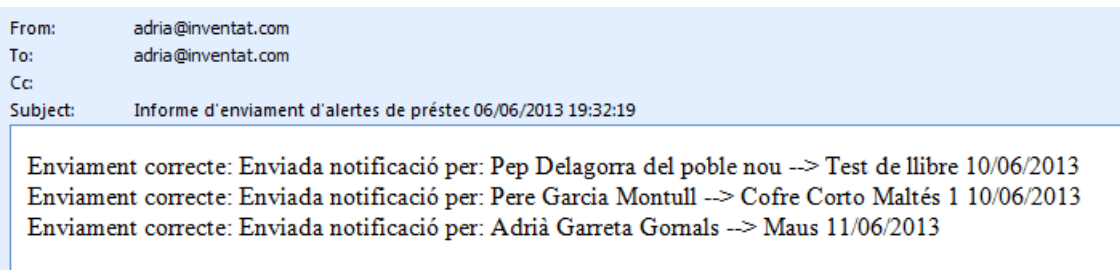 From: adria@inventat.com
To: adria@inventat.com
Cc:
Subject: Informe d'enviament d'alertes de préstec 06/06/2013 19:32:19
Enviament correcte: Enviada notificació per: Pep Delagorra del poble nou --> Test de llibre 10/06/2013
Enviament correcte: Enviada notificació per: Pere Garcia Montull --> Cofre Corto Maltés 1 10/06/2013
Enviament correcte: Enviada notificació per: Adrià Garreta Gornals --> Maus 11/06/2013